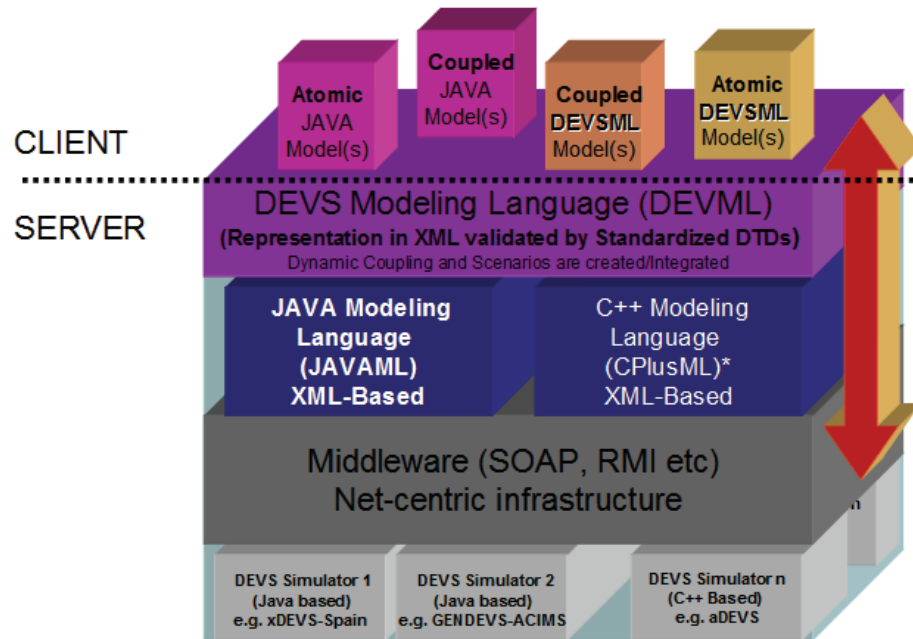 Atomic
JAVA
Model(s)
Coupled
JAVA
Model(s)
Coupled
DEVSML
Model(s)
Atomic
DEVSML
Model(s)
CLIENT
SERVER
DEVS Modeling Language (DEVML)
(Representation in XML validated by Standardized DTDs)
Dynamic Coupling and Scenarios are created/Integrated
JAVA Modeling
Language
(JAVAML)
XML-Based
C++ Modeling
Language
(CPlusML)*
XML-Based
Middleware (SOAP, RMI etc)
Net-centric infrastructure
n
DEVS Simulator 1
(Java based)
e.g. xDEVS-Spain
DEVS Simulator 2
(Java based)
e.g. GENDEVS-ACIMS
DEVS Simulator n
(C++ Based)
e.g. aDEVS